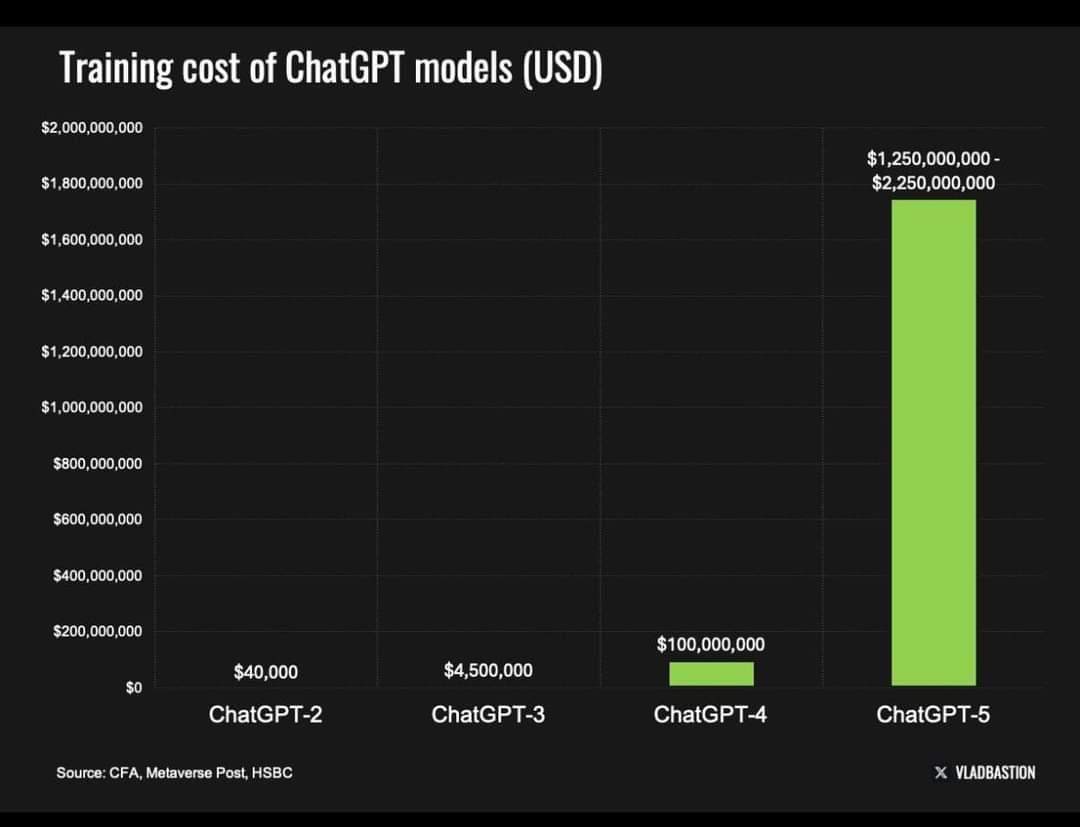 Training cost of ChatGPT models (USD)
$2,000,000,000
$1,800,000,000
$1,600,000,000
$1,400,000,000
$1,200,000,000
$1,000,000,000
$800,000,000
$600,000,000
$400,000,000
$200,000,000
$0
$40,000
$4,500,000
$100,000,000
$1,250,000,000 -
$2,250,000,000
ChatGPT-2
ChatGPT-3
ChatGPT-4
ChatGPT-5
Source: CFA, Metaverse Post, HSBC
X VLADBASTION